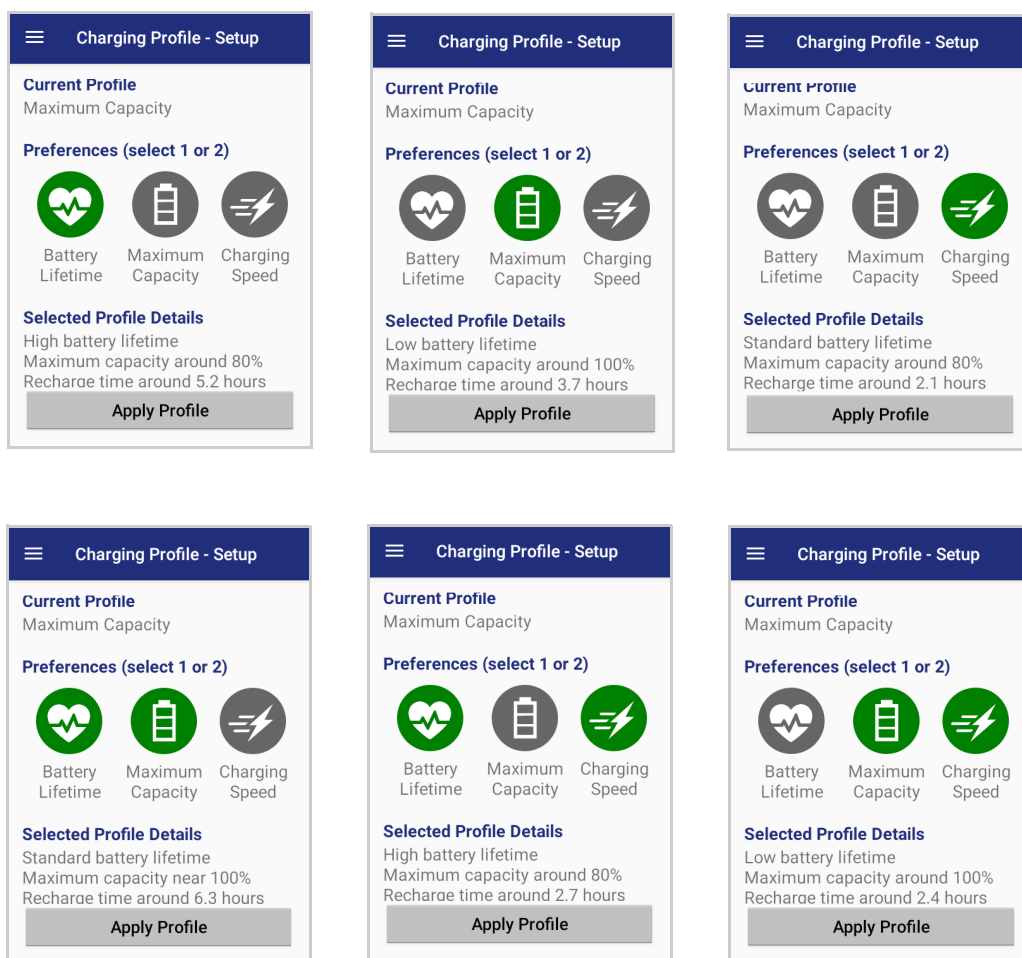 Charging Profile - Setup
Current Profile
Maximum Capacity
Preferences (select 1 or 2)
Battery Lifetime
Maximum Capacity
Charging Speed
Selected Profile Details
High battery lifetime
Maximum capacity around 80%
Recharge time around 5.2 hours
Apply Profile
Charging Profile - Setup
Current Profile
Maximum Capacity
Preferences (select 1 or 2)
Battery Lifetime
Maximum Capacity
Charging Speed
Selected Profile Details
Low battery lifetime
Maximum capacity around 100%
Recharge time around 3.7 hours
Apply Profile
Charging Profile - Setup
Current Profile
Maximum Capacity
Preferences (select 1 or 2)
Battery Lifetime
Maximum Capacity
Charging Speed
Selected Profile Details
Standard battery lifetime
Maximum capacity around 80%
Recharge time around 2.1 hours
Apply Profile
Charging Profile - Setup
Current Profile
Maximum Capacity
Preferences (select 1 or 2)
Battery Lifetime
Maximum Capacity
Charging Speed
Selected Profile Details
Standard battery lifetime
Maximum capacity near 100%
Recharge time around 6.3 hours
Apply Profile
Charging Profile - Setup
Current Profile
Maximum Capacity
Preferences (select 1 or 2)
Battery Lifetime
Maximum Capacity
Charging Speed
Selected Profile Details
High battery lifetime
Maximum capacity around 80%
Recharge time around 2.7 hours
Apply Profile
Charging Profile - Setup
Current Profile
Maximum Capacity
Preferences (select 1 or 2)
Battery Lifetime
Maximum Capacity
Charging Speed
Selected Profile Details
Low battery lifetime
Maximum capacity around 100%
Recharge time around 2.4 hours
Apply Profile